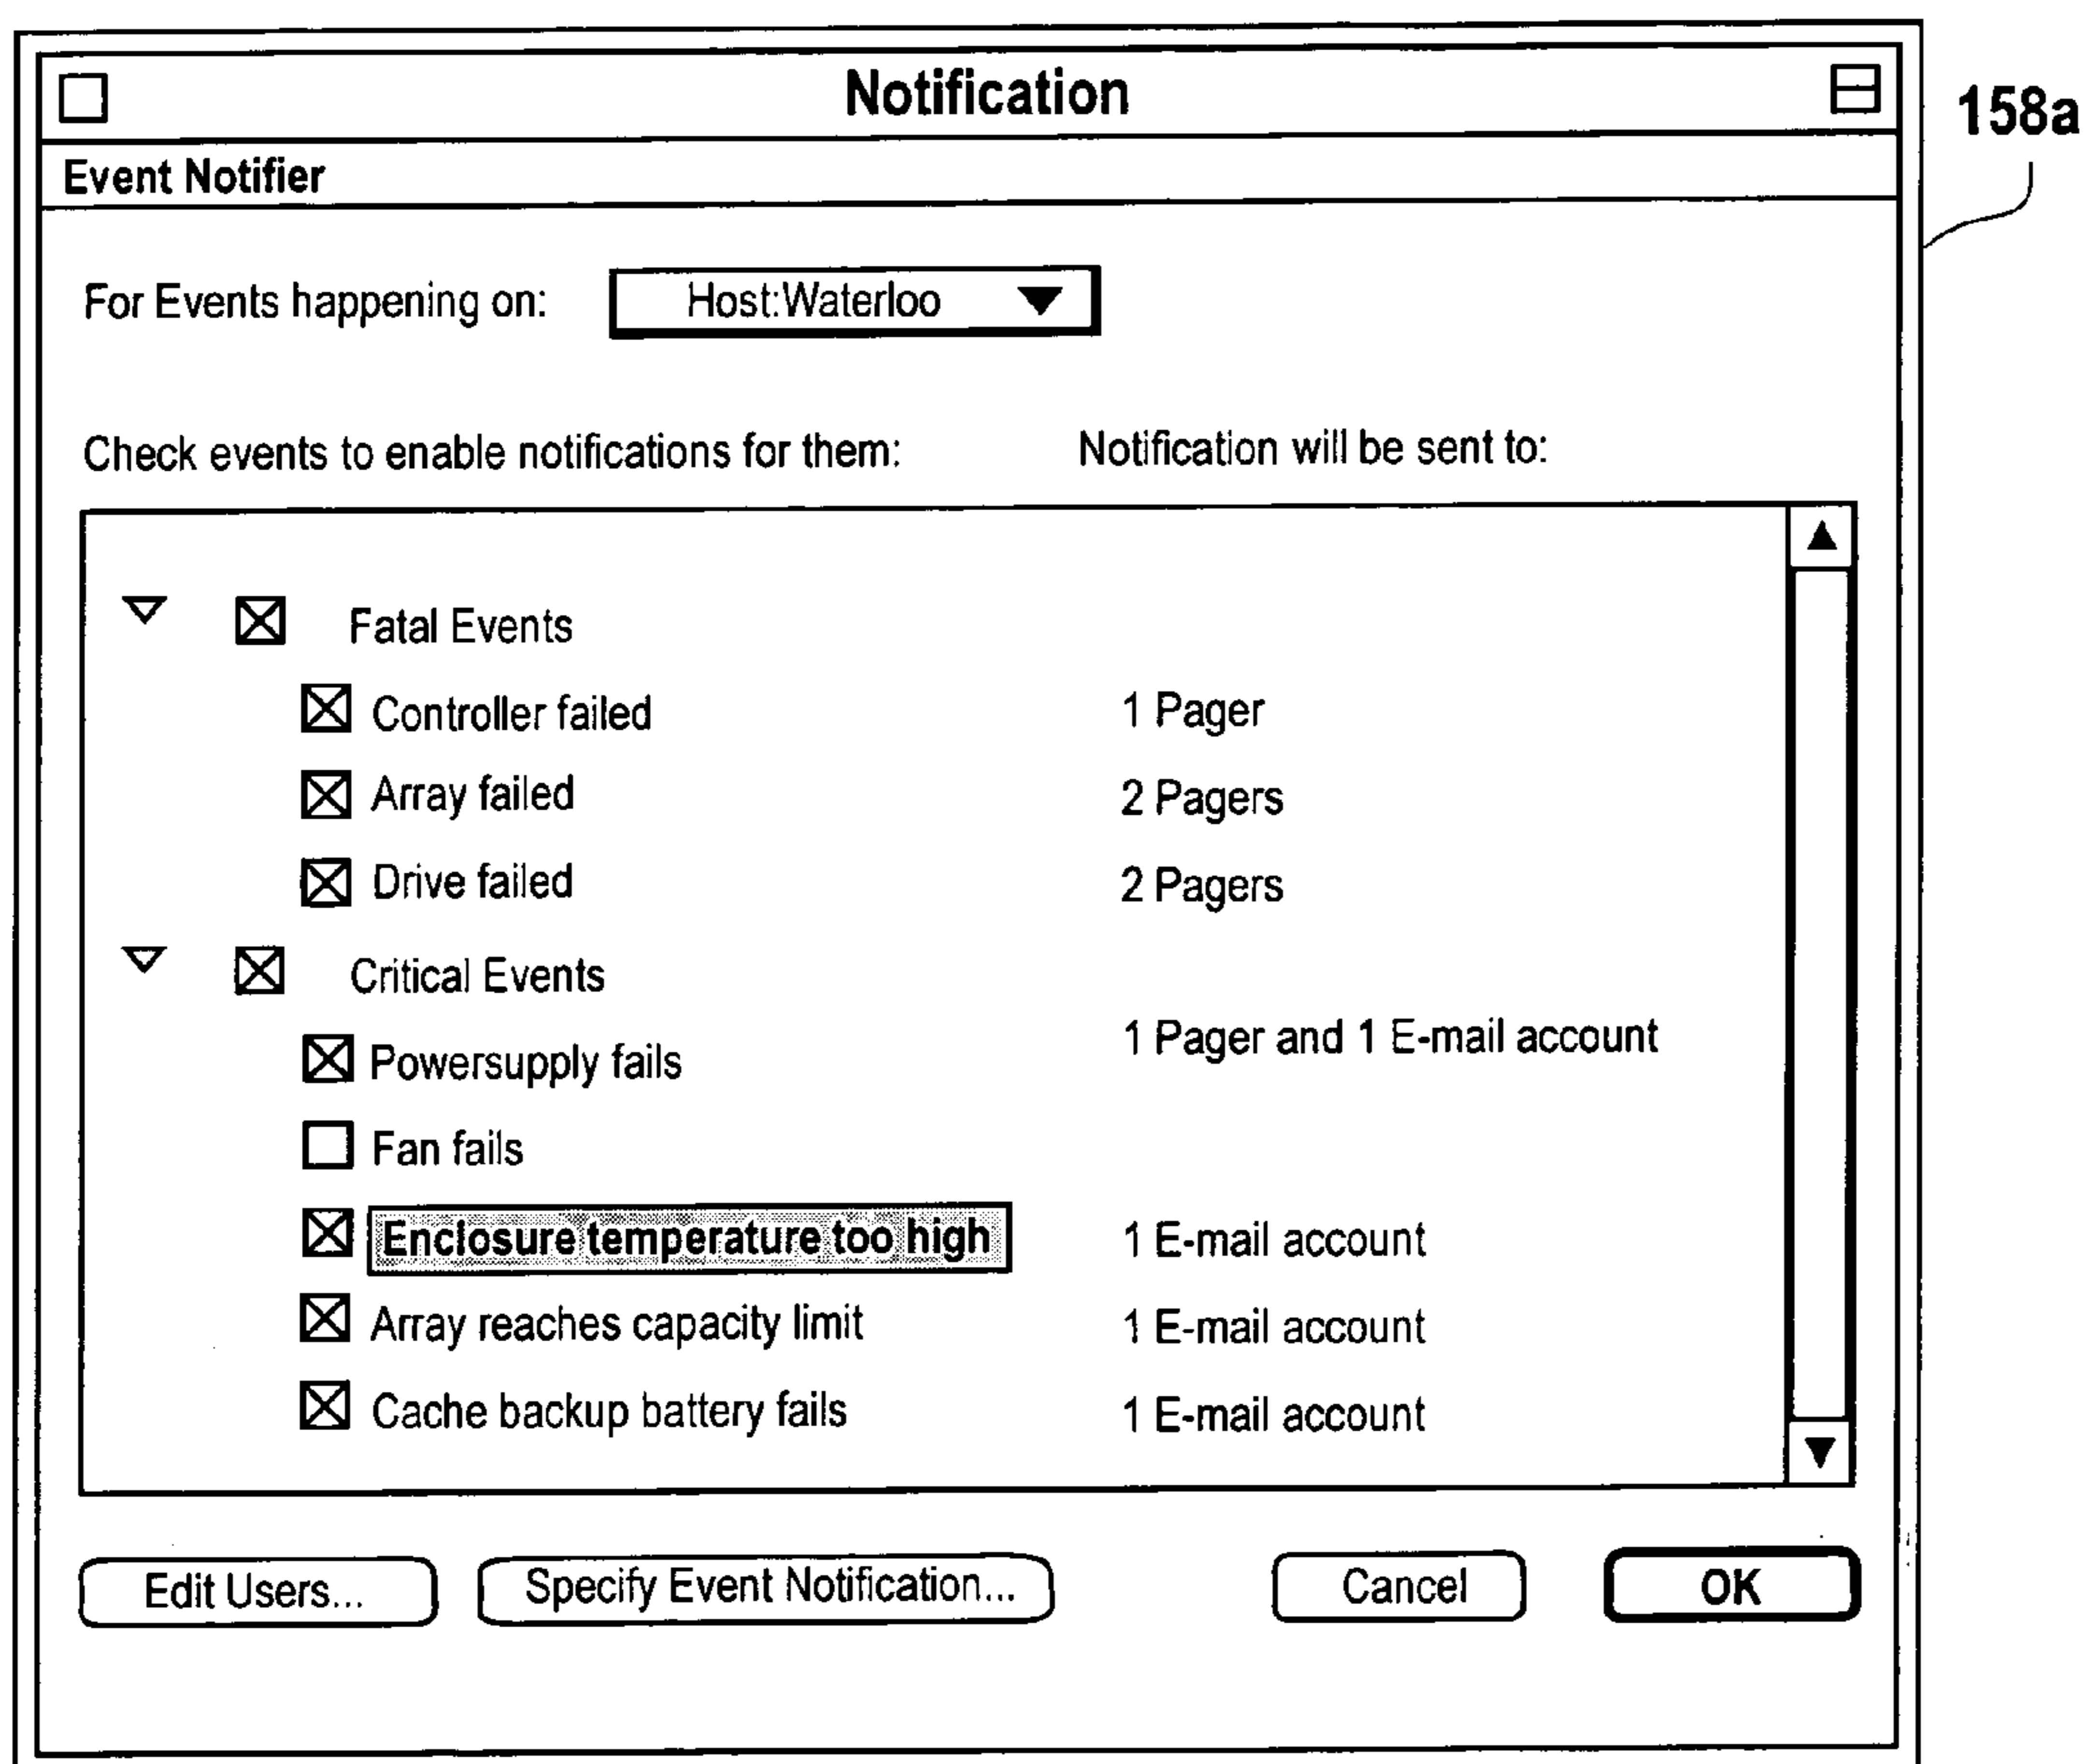 Notification
158a
Event Notifier
For Events happening on: Host:Waterloo
Check events to enable notifications for them: Notification will be sent to:
Fatal Events
Controller failed 1 Pager
Array failed 2 Pagers
Drive failed 2 Pagers
Critical Events
Powersupply fails 1 Pager and 1 E-mail account
Fan fails
Enclosure temperature too high 1 E-mail account
Array reaches capacity limit 1 E-mail account
Cache backup battery fails 1 E-mail account
Edit Users... Specify Event Notification... Cancel OK